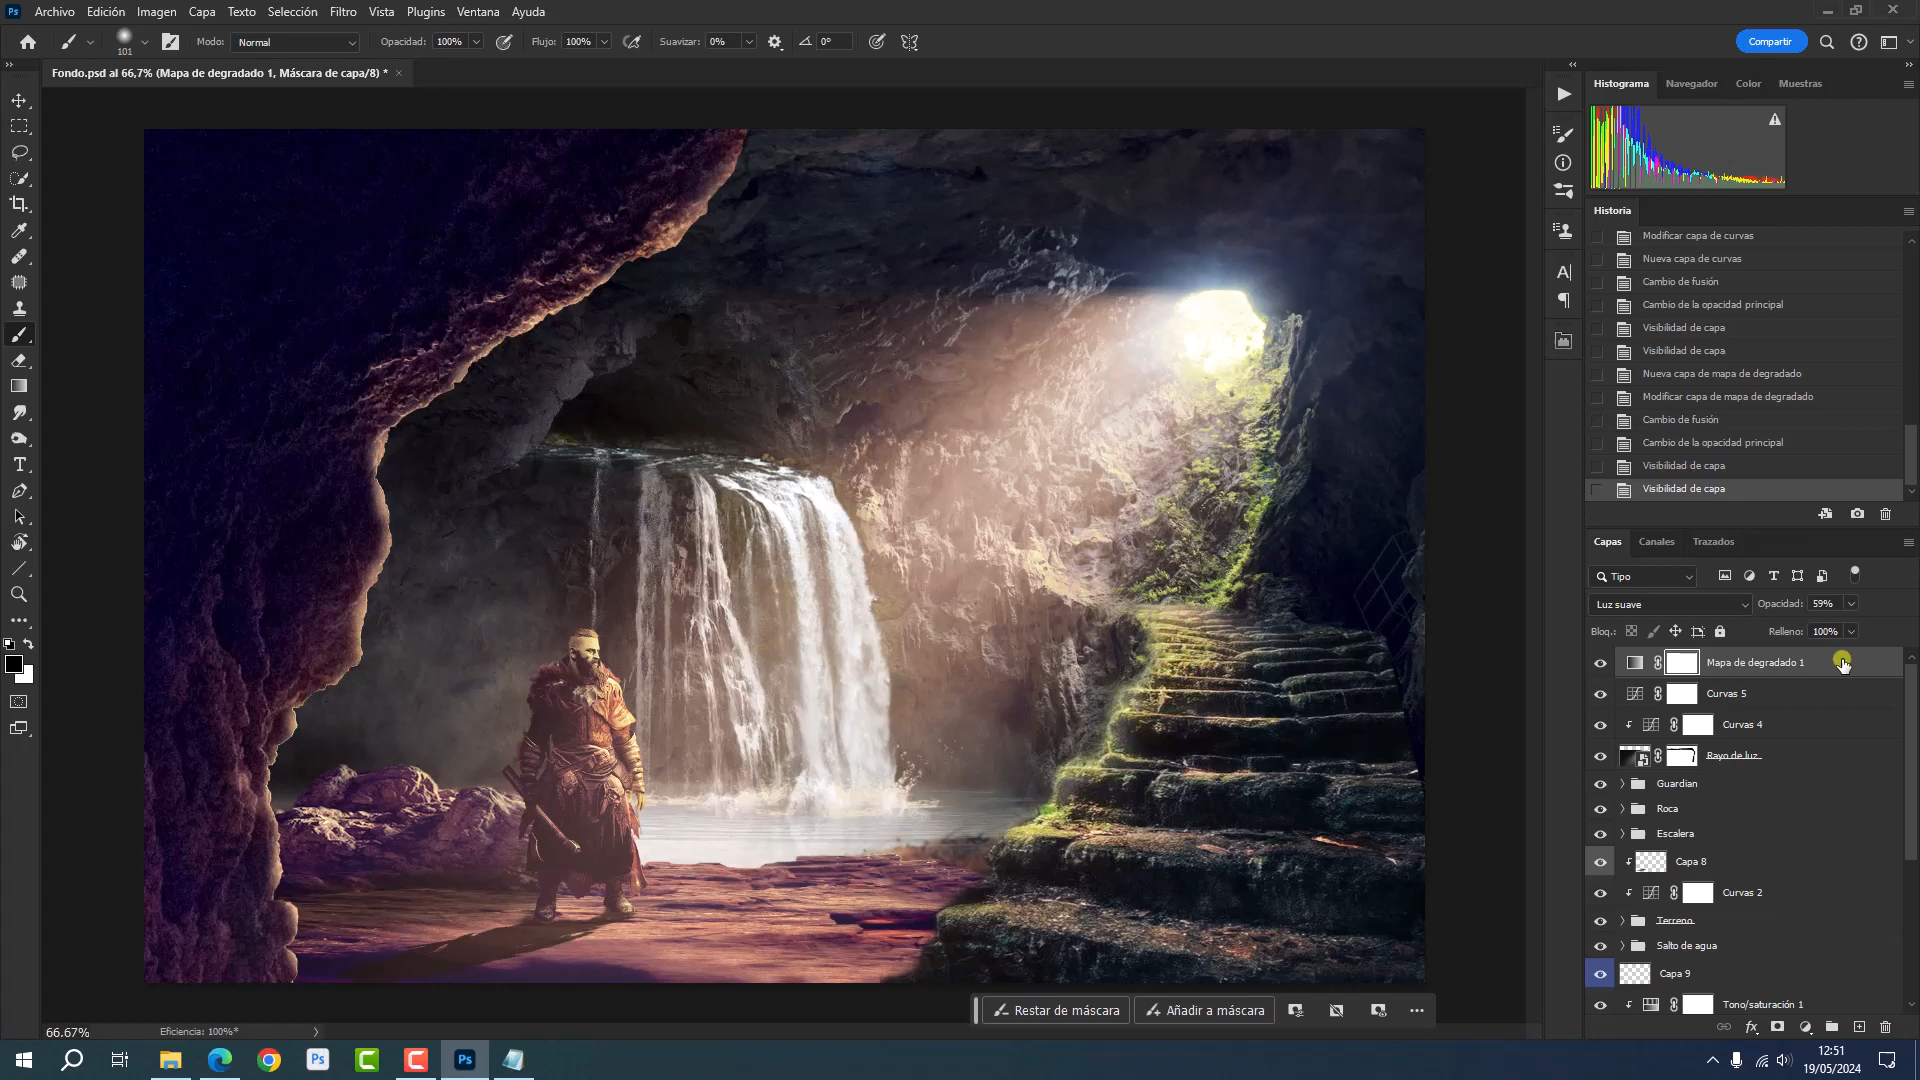 Ps Archivo Edición Imagen Capa Texto Selección Filtro Vista Plugins Ventana Ayuda
101 Modo: Normal Opacidad: 100% Flujo: 100% Suavizar: 0% 0° Compartir
Fondo.psd al 66,7% (Mapa de degradado 1, Máscara de capa/8) *
Histograma Navegador Color Muestras
Historia
Modificar capa de curvas
Nueva capa de curvas
Cambio de fusión
Cambio de la opacidad principal
Visibilidad de capa
Visibilidad de capa
Nueva capa de mapa de degradado
Modificar capa de mapa de degradado
Cambio de fusión
Cambio de la opacidad principal
Visibilidad de capa
Visibilidad de capa
Capas Canales Trazados
Tipo
Luz suave Opacidad: 59%
Bloq.: Relleno: 100%
Mapa de degradado 1
Curvas 5
Curvas 4
Rayo de luz
Guardian
Roca
Escalera
Capa 8
Curvas 2
Terreno
Salto de agua
Capa 9
Tono/saturación 1
Restar de máscara Añadir a máscara
66.67% Eficiencia: 100%*
12:51
19/05/2024